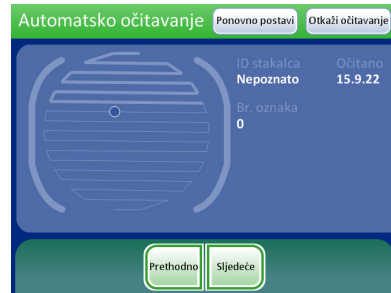 Automatsko očitavanje
Ponovno postavi
Otkaži očitavanje
ID stakalca
Očitano
Nepoznato
15.9.22
Br. oznaka
0
Prethodno
Sljedeće